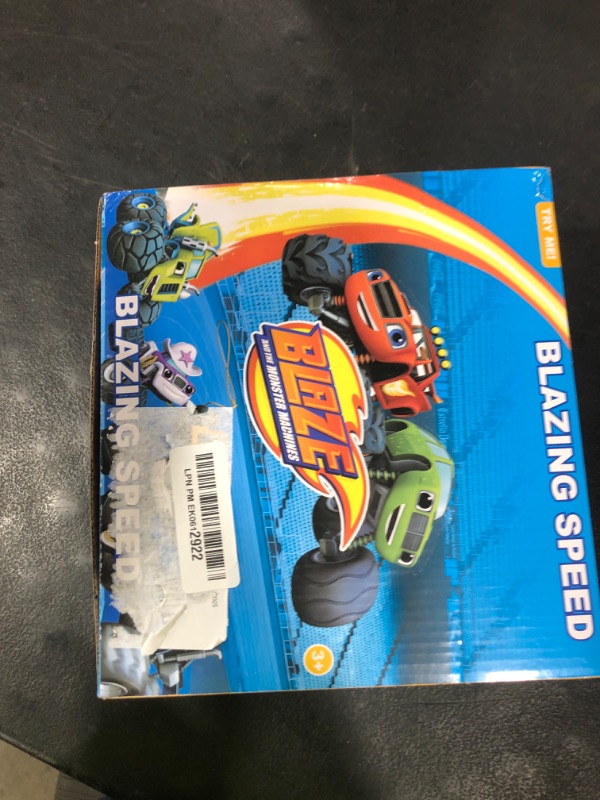 TRY ME!
BLAZING SPEED
BLAZE
AND THE MONSTER MACHINES
3+
BLAZING SPEED
LPN PM EK0612922